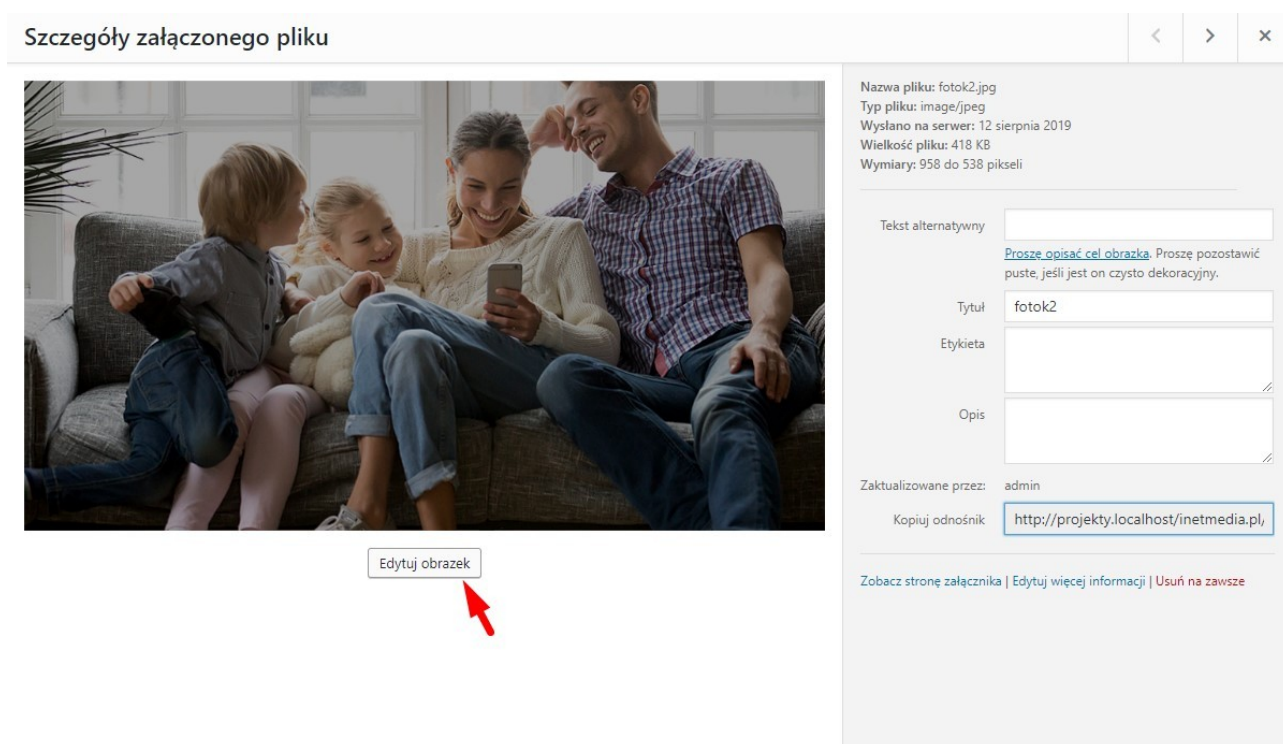 Szczegóły załączonego pliku
Nazwa pliku: fotok2.jpg
Typ pliku: image/jpeg
Wysłano na serwer: 12 sierpnia 2019
Wielkość pliku: 418 KB
Wymiary: 958 do 538 pikseli
Tekst alternatywny
Proszę opisać cel obrazka. Proszę pozostawić
puste, jeśli jest on czysto dekoracyjny.
Tytuł fotok2
Etykieta
Opis
Zaktualizowane przez: admin
Kopiuj odnośnik http://projekty.localhost/inetmedia.pl/
Edytuj obrazek
Zobacz stronę załącznika | Edytuj więcej informacji | Usuń na zawsze